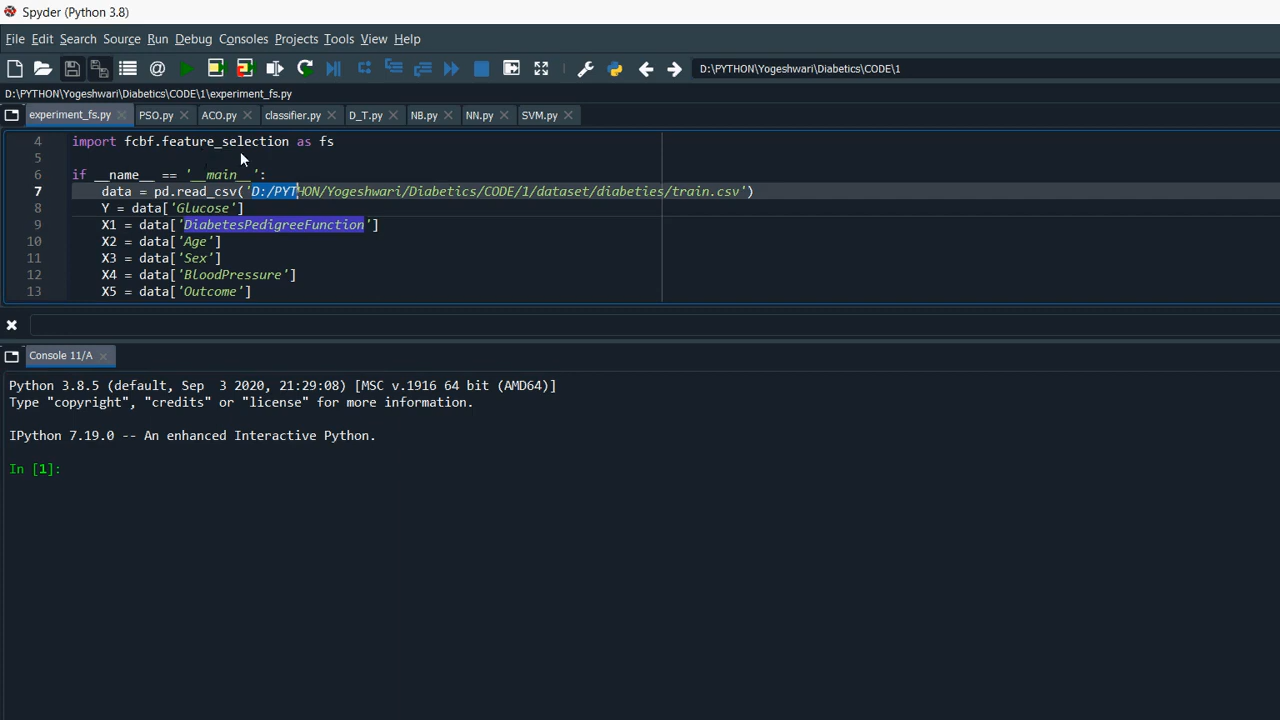 Spyder (Python 3.8)
File Edit Search Source Run Debug Consoles Projects Tools View Help
D:\PYTHON\Yogeshwari\Diabetics\CODE\1
D:\PYTHON\Yogeshwari\Diabetics\CODE\1\experiment_fs.py
experiment_fs.py PSO.py ACO.py classifier.py D_T.py NB.py NN.py SVM.py
4 import fcbf.feature_selection as fs
5
6 if __name__ == '__main__':
7 data = pd.read_csv('D:/PYTHON/Yogeshwari/Diabetics/CODE/1/dataset/diabeties/train.csv')
8 Y = data['Glucose']
9 X1 = data['DiabetesPedigreeFunction']
10 X2 = data['Age']
11 X3 = data['Sex']
12 X4 = data['BloodPressure']
13 X5 = data['Outcome']
Console 11/A
Python 3.8.5 (default, Sep  3 2020, 21:29:08) [MSC v.1916 64 bit (AMD64)]
Type "copyright", "credits" or "license" for more information.
IPython 7.19.0 -- An enhanced Interactive Python.
In [1]: